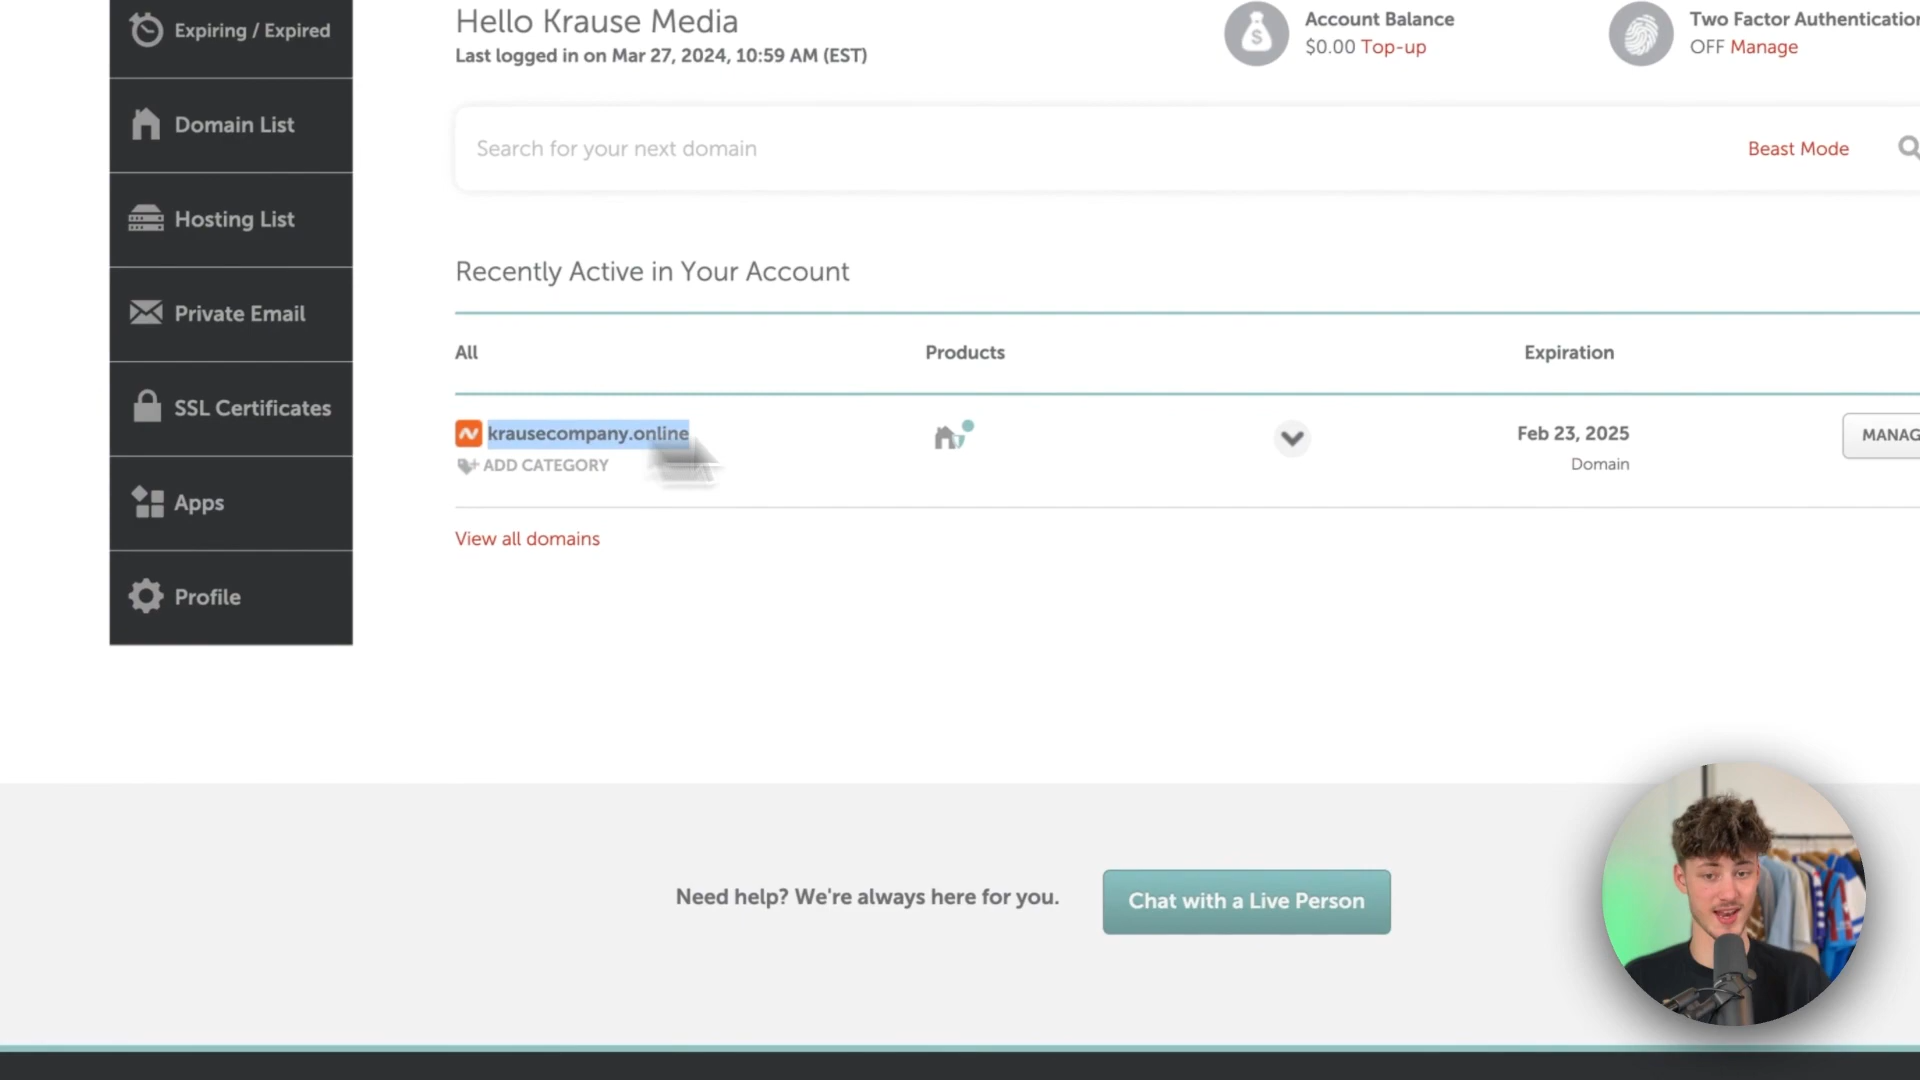 Expiring / Expired
Domain List
Hosting List
Private Email
SSL Certificates
Apps
Profile
Hello Krause Media
Last logged in on Mar 27, 2024, 10:59 AM (EST)
Account Balance
$0.00 Top-up
Two Factor Authentication
OFF Manage
Search for your next domain
Beast Mode
Recently Active in Your Account
All
Products
Expiration
krausecompany.online
ADD CATEGORY
Feb 23, 2025
Domain
MANAG
View all domains
Need help? We're always here for you.
Chat with a Live Person